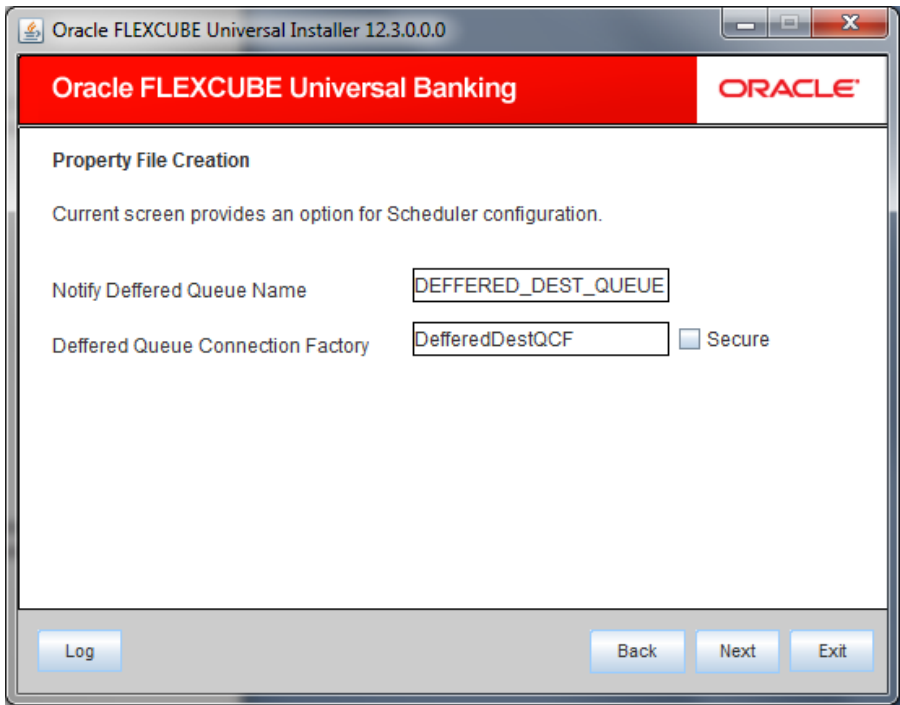 Oracle FLEXCUBE Universal Installer 12.3.0.0.0
Oracle FLEXCUBE Universal Banking
ORACLE'
Property File Creation
Current screen provides an option for Scheduler configuration.
Notify Deffered Queue Name DEFFERED_DEST_QUEUE
Deffered Queue Connection Factory DefferedDestQCF Secure
Log Back Next Exit